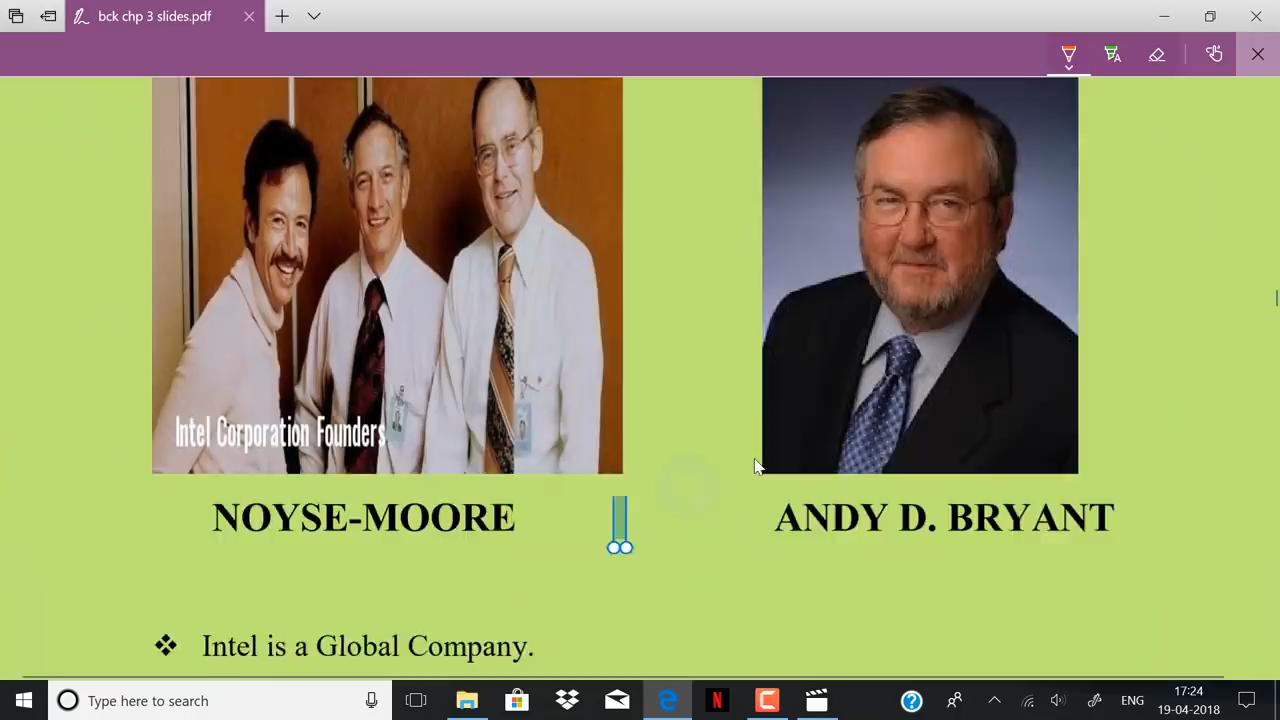 bck chp 3 slides.pdf
Intel Corporation Founders
NOYSE-MOORE
ANDY D. BRYANT
❖ Intel is a Global Company.
Type here to search
ENG
17:24
19-04-2018